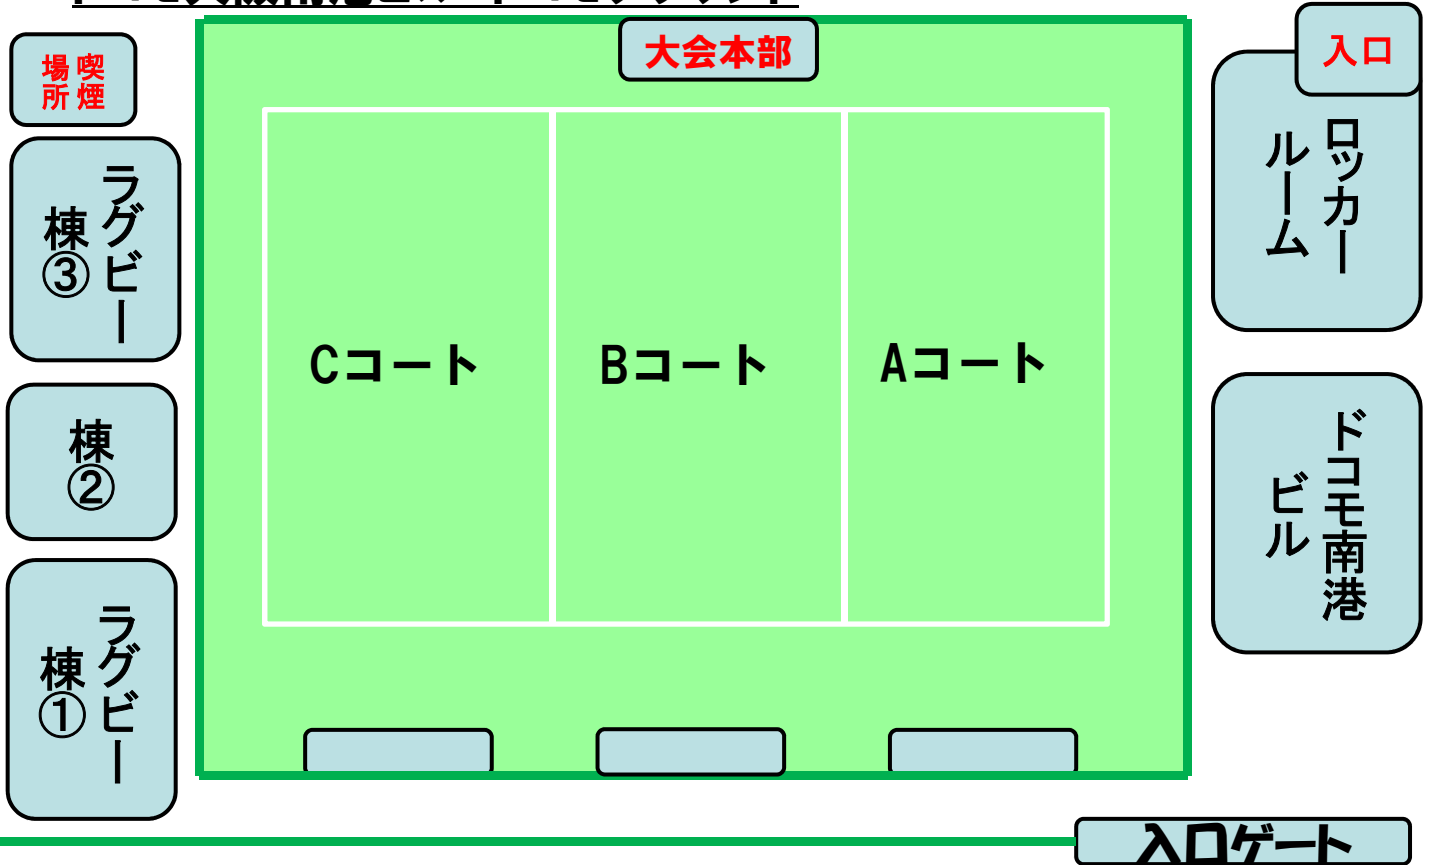 大会本部
入口
喫煙
場所
ロッカー
ルーム
ラグビー
棟③
Cコート
Bコート
Aコート
棟②
ドコモ南港
ビル
ラグビー
棟①
入口ゲート